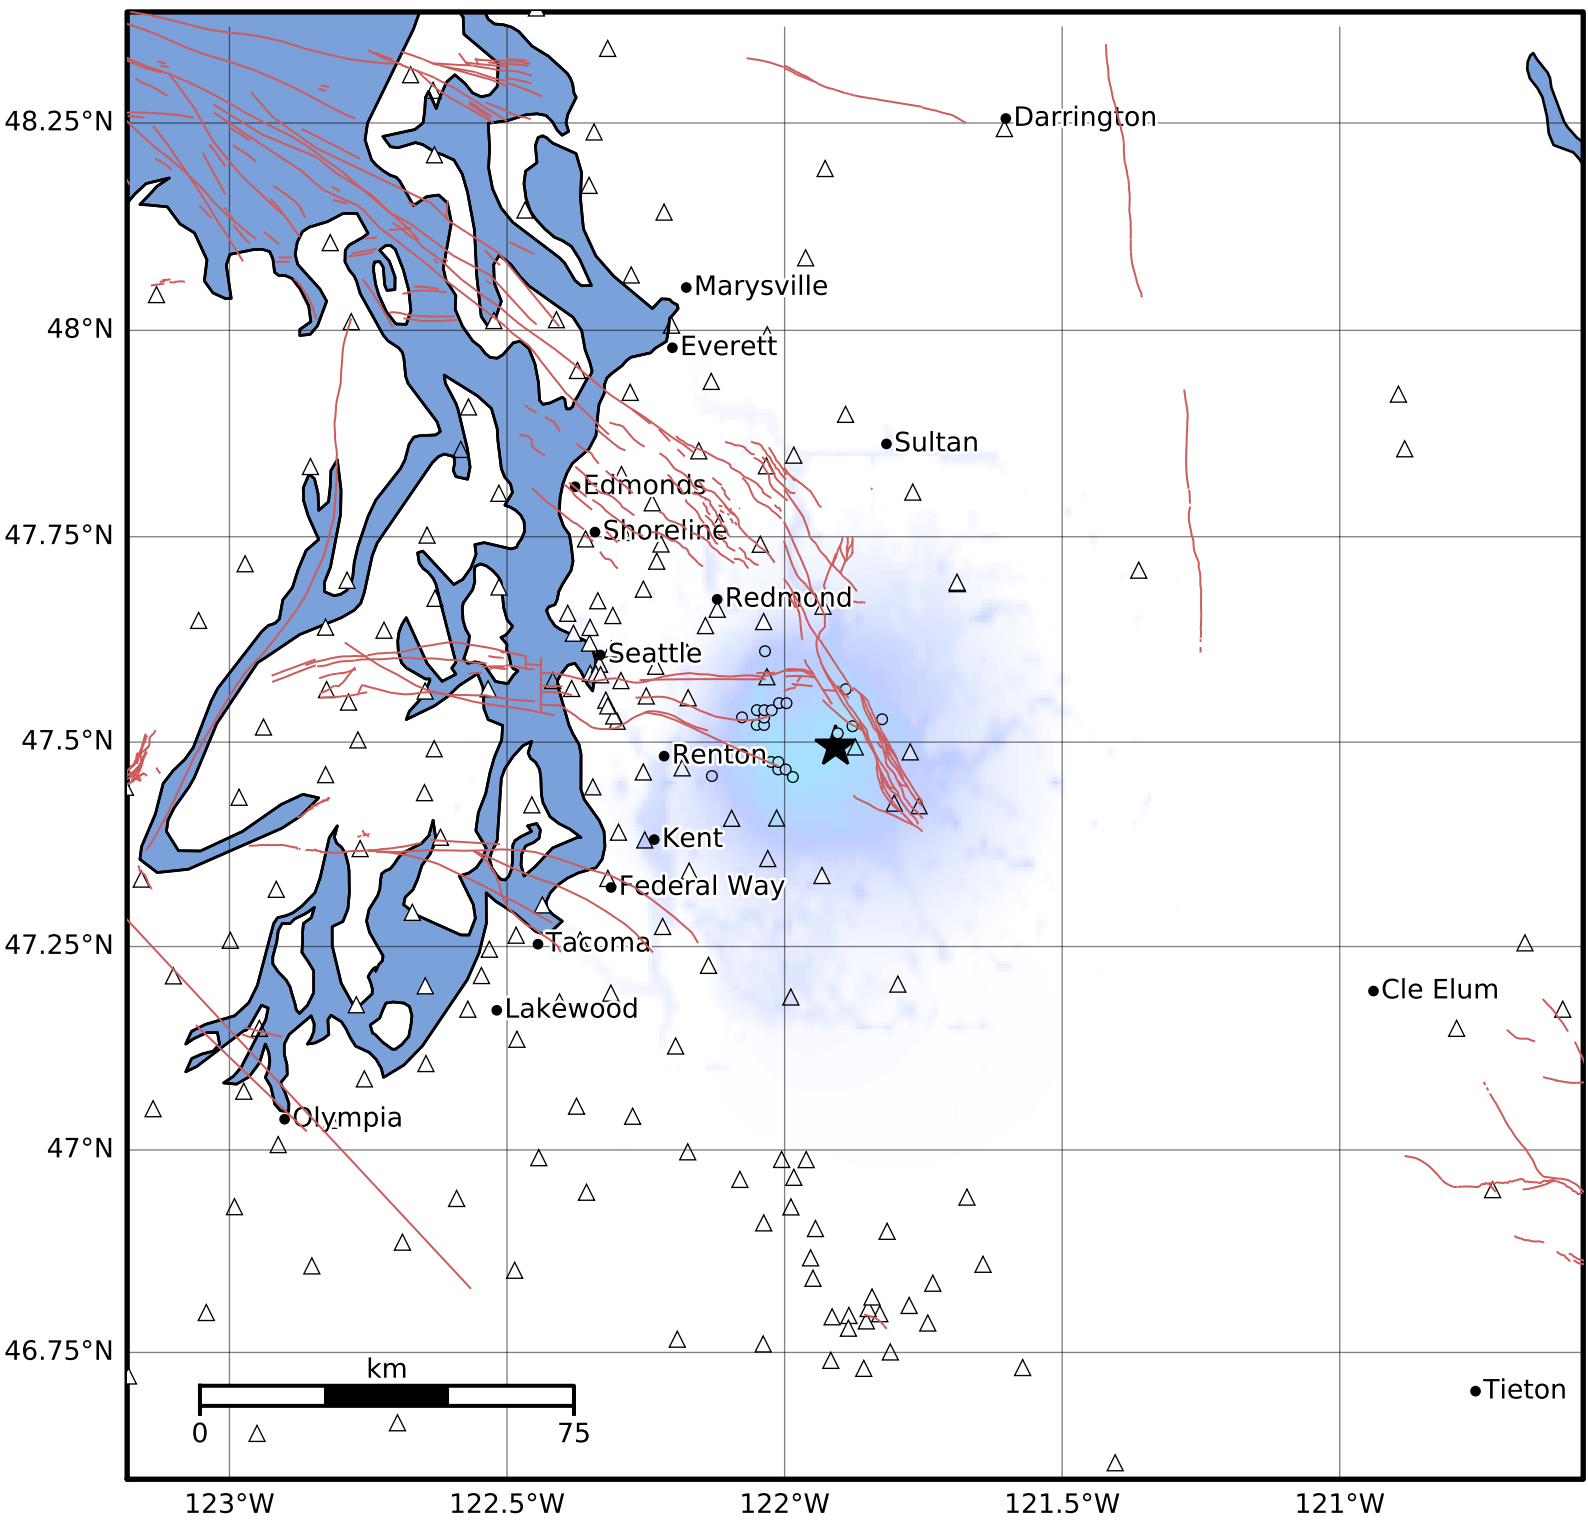 48.25°N
Darrington
Marysville
48°N
Everett
Sultan
Edmonds
47.75°N
Shoreline
Redmond
Seattle
47.5°N
Renton
Kent
Federal Way
47.25°N
Tacoma
Cle Elum
Lakewood
Olympia
47°N
46.75°N
km
0
75
Tieton
123°W
122.5°W
122°W
121.5°W
121°W